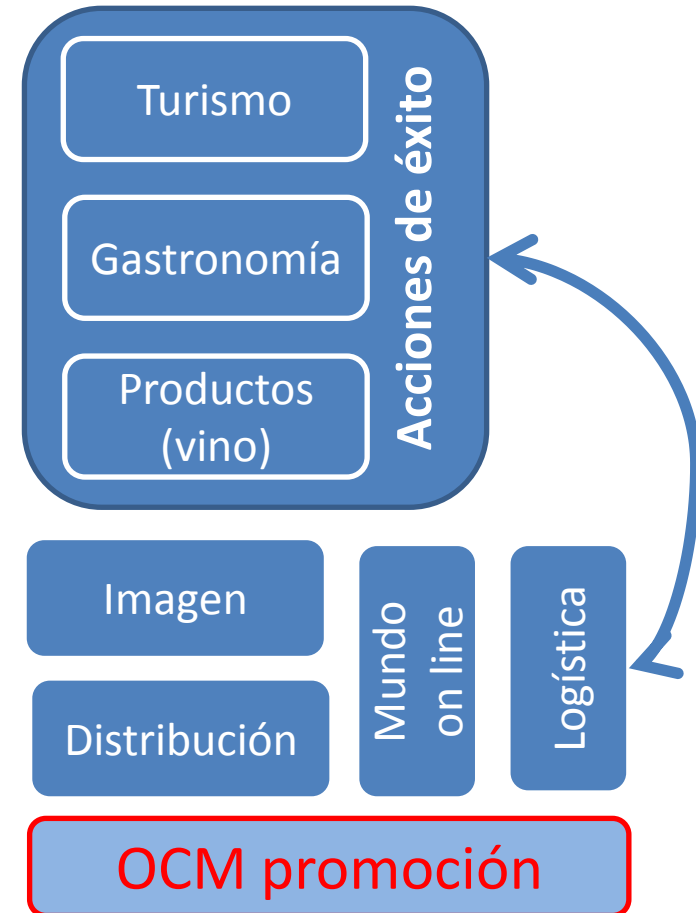 Turismo
Gastronomía
Productos
(vino)
Acciones de éxito
Imagen
Distribución
Mundo
on line
Logística
OCM promoción